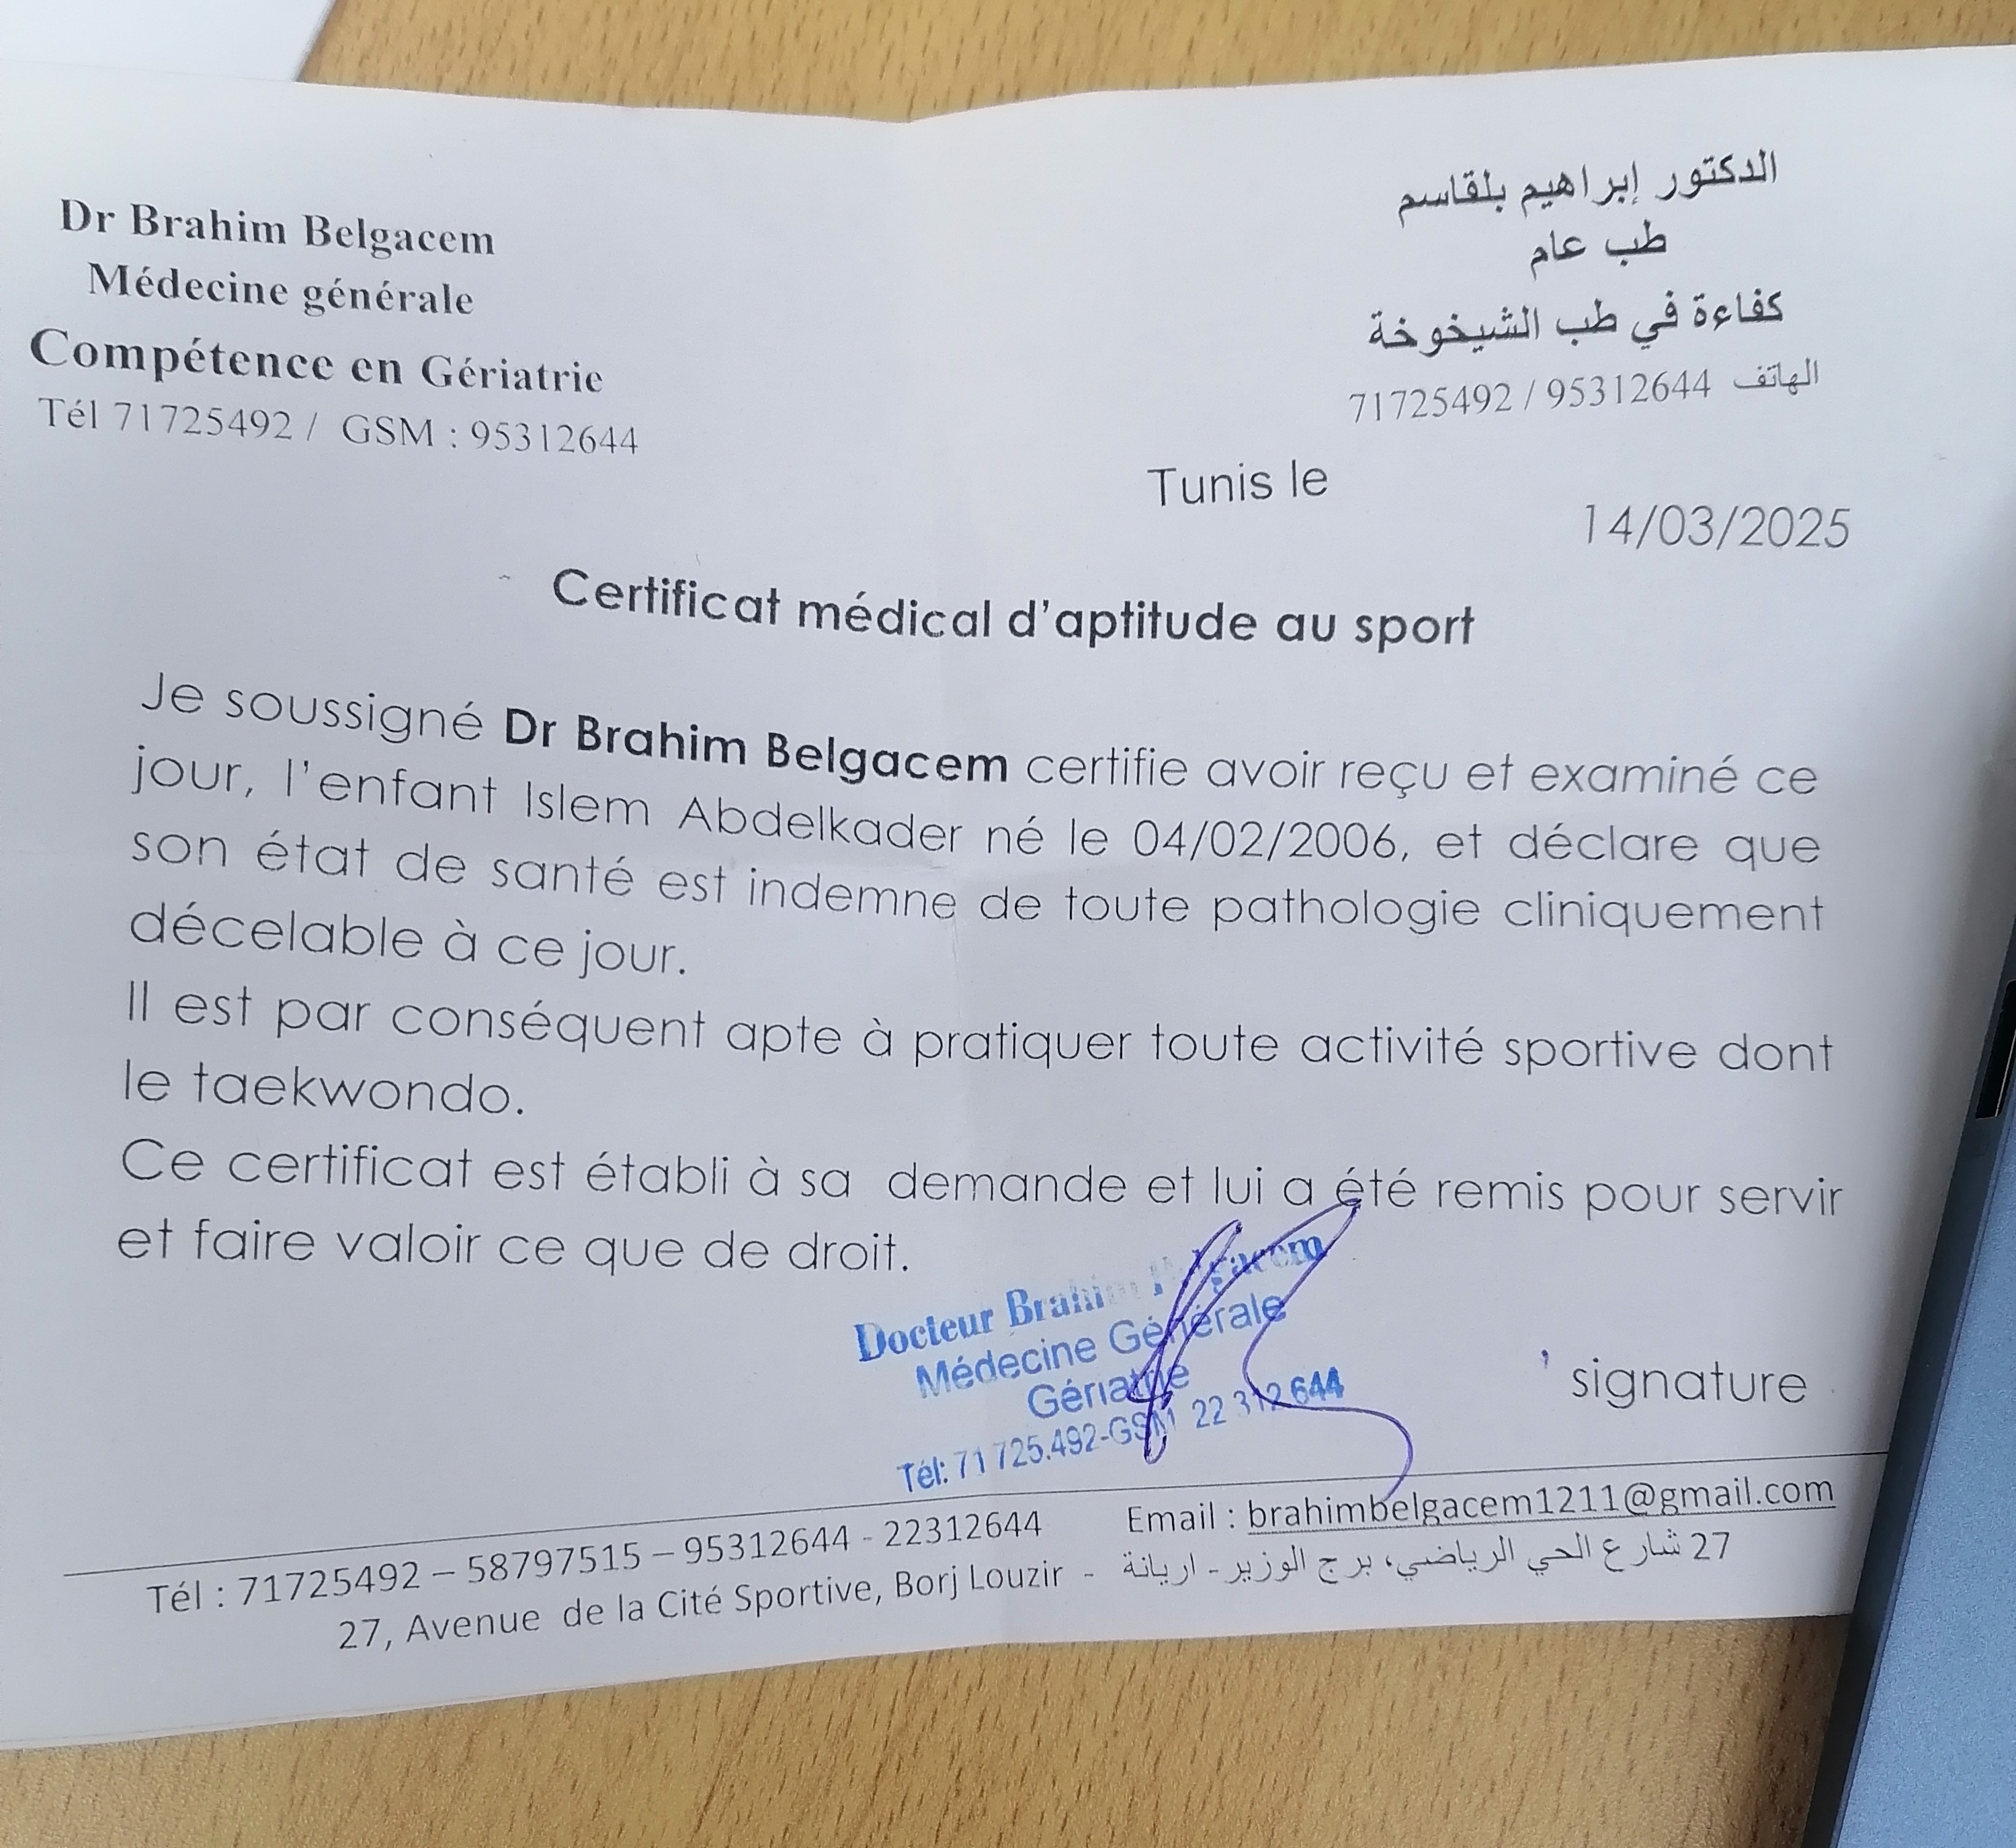 Dr Brahim Belgacem
Médecine générale
Compétence en Gériatrie
Tél 71725492 / GSM : 95312644
الدكتور إبراهيم بلقاسم
طب عام
كفاءة في طب الشيخوخة
الهاتف 95312644 / 71725492
Tunis le
14/03/2025
Certificat médical d'aptitude au sport
Je soussigné Dr Brahim Belgacem certifie avoir reçu et examiné ce
jour, l'enfant Islem Abdelkader né le 04/02/2006, et déclare que
son état de santé est indemne de toute pathologie cliniquement
décelable à ce jour.
Il est par conséquent apte à pratiquer toute activité sportive dont
le taekwondo.
Ce certificat est établi à sa demande et lui a été remis pour servir
et faire valoir ce que de droit.
Docteur Brahim Belgacem
Médecine Générale
Gériatrie
Tél: 71 725.492-GSM 22 312 644
signature
Tél : 71725492 – 58797515 – 95312644 - 22312644 Email : brahimbelgacem1211@gmail.com
27, Avenue de la Cité Sportive, Borj Louzir - 27 شارع الحي الرياضي، برج الوزير - اريانة